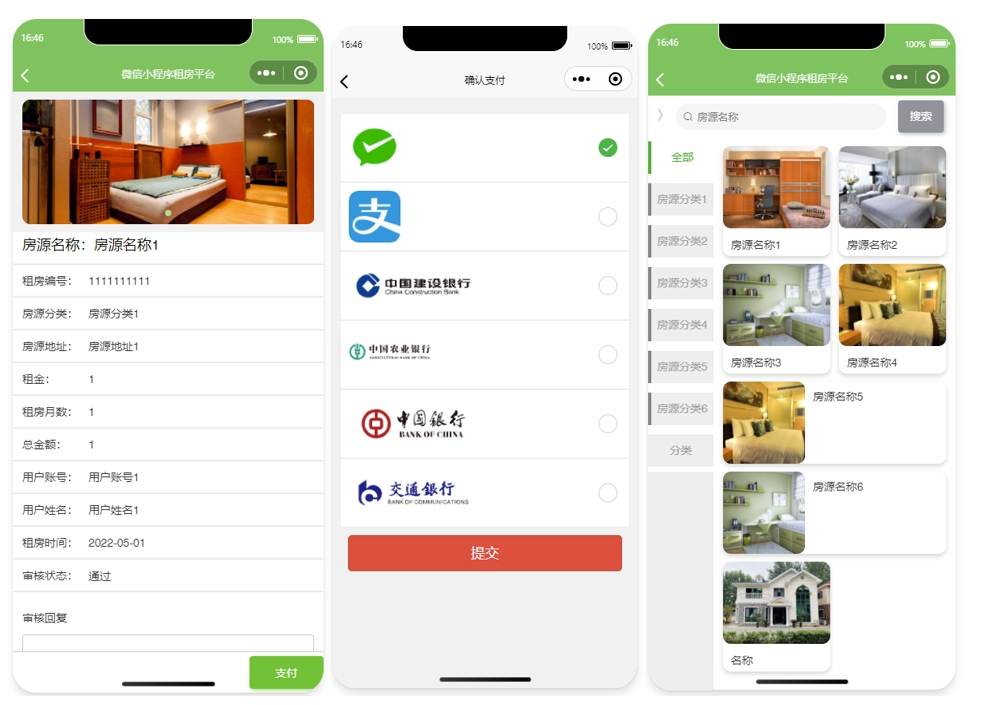 16:46
100%
微信小程序租房平台
房源名称：房源名称1
租房编号： 1111111111
房源分类： 房源分类1
房源地址： 房源地址1
租金： 1
租房月数： 1
总金额： 1
用户账号： 用户账号1
用户姓名： 用户姓名1
租房时间： 2022-05-01
审核状态： 通过
审核回复
支付
16:46
100%
确认支付
支
中国建设银行
China Construction Bank
中国农业银行
AGRICULTURAL BANK OF CHINA
中国银行
BANK OF CHINA
交通银行
BANK OF COMMUNICATIONS
提交
16:46
100%
微信小程序租房平台
房源名称
搜索
全部
房源分类1
房源分类2
房源分类3
房源分类4
房源分类5
房源分类6
分类
房源名称1
房源名称2
房源名称3
房源名称4
房源名称5
房源名称6
名称